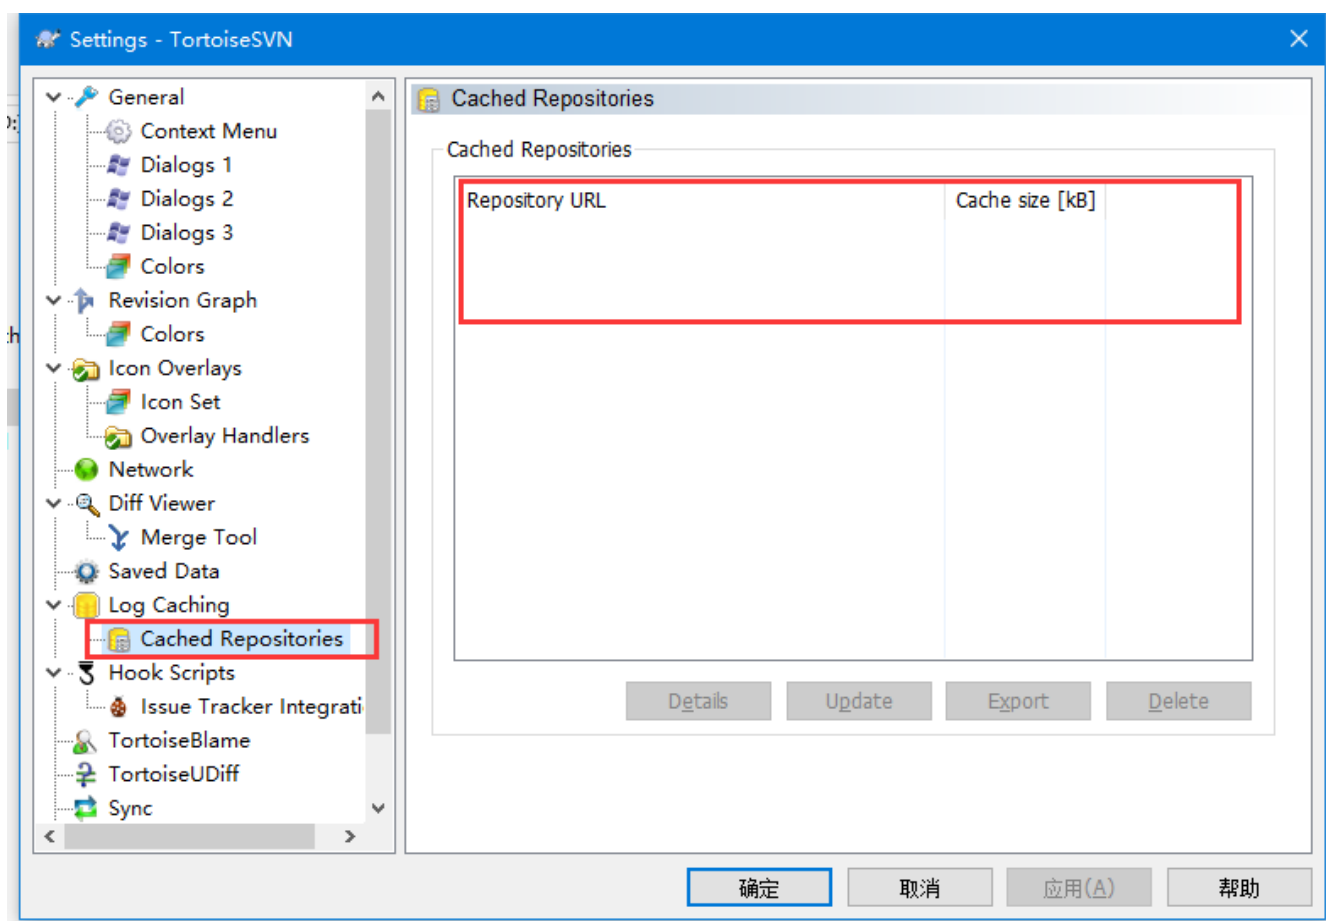 Settings - TortoiseSVN
General
Context Menu
Dialogs 1
Dialogs 2
Dialogs 3
Colors
Revision Graph
Colors
Icon Overlays
Icon Set
Overlay Handlers
Network
Diff Viewer
Merge Tool
Saved Data
Log Caching
Cached Repositories
Hook Scripts
Issue Tracker Integrati
TortoiseBlame
TortoiseUDiff
Sync
Cached Repositories
Cached Repositories
Repository URL Cache size [kB]
Details Update Export Delete
确定 取消 应用(A) 帮助